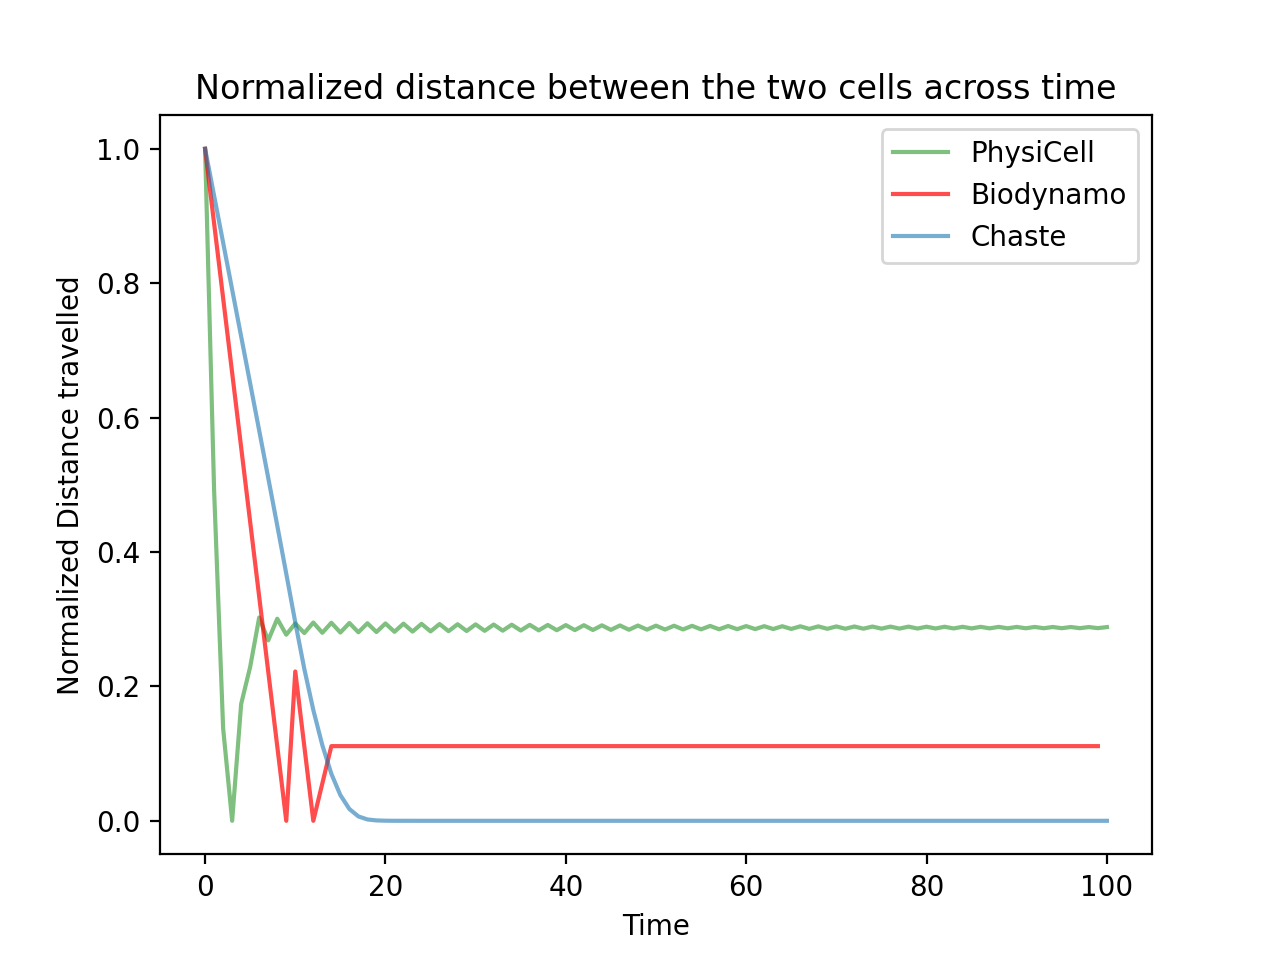 Normalized distance between the two cells across time
PhysiCell
Biodynamo
Chaste
Normalized Distance travelled
1.0
0.8
0.6
0.4
0.2
0.0
0 20 40 60 80 100
Time